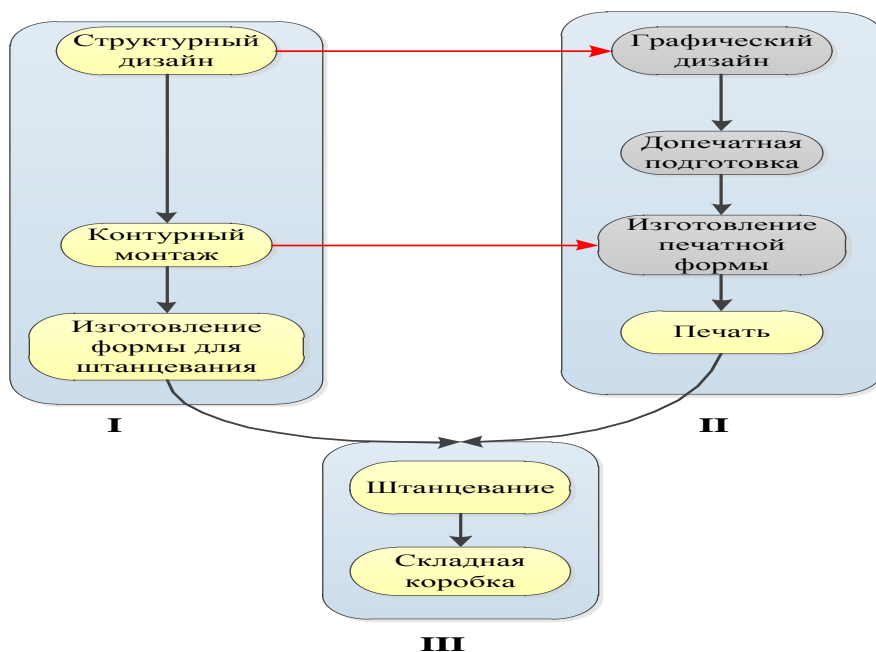 Структурный
дизайн
Контурный
монтаж
Изготовление
формы для
штанцевания
I
Графический
дизайн
Допечатная
подготовка
Изготовление
печатной
формы
Печать
II
Штанцевание
Складная
коробка
III